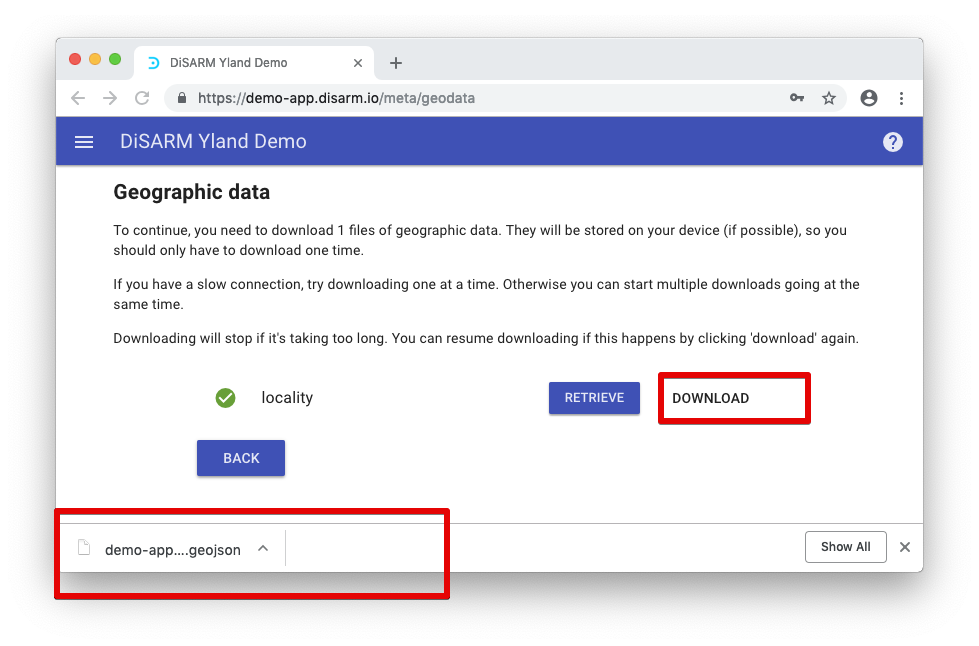 DiSARM Yland Demo
https://demo-app.disarm.io/meta/geodata
DiSARM Yland Demo
Geographic data
To continue, you need to download 1 files of geographic data. They will be stored on your device (if possible), so you
should only have to download one time.
If you have a slow connection, try downloading one at a time. Otherwise you can start multiple downloads going at the
same time.
Downloading will stop if it's taking too long. You can resume downloading if this happens by clicking 'download' again.
locality RETRIEVE DOWNLOAD
BACK
demo-app....geojson Show All